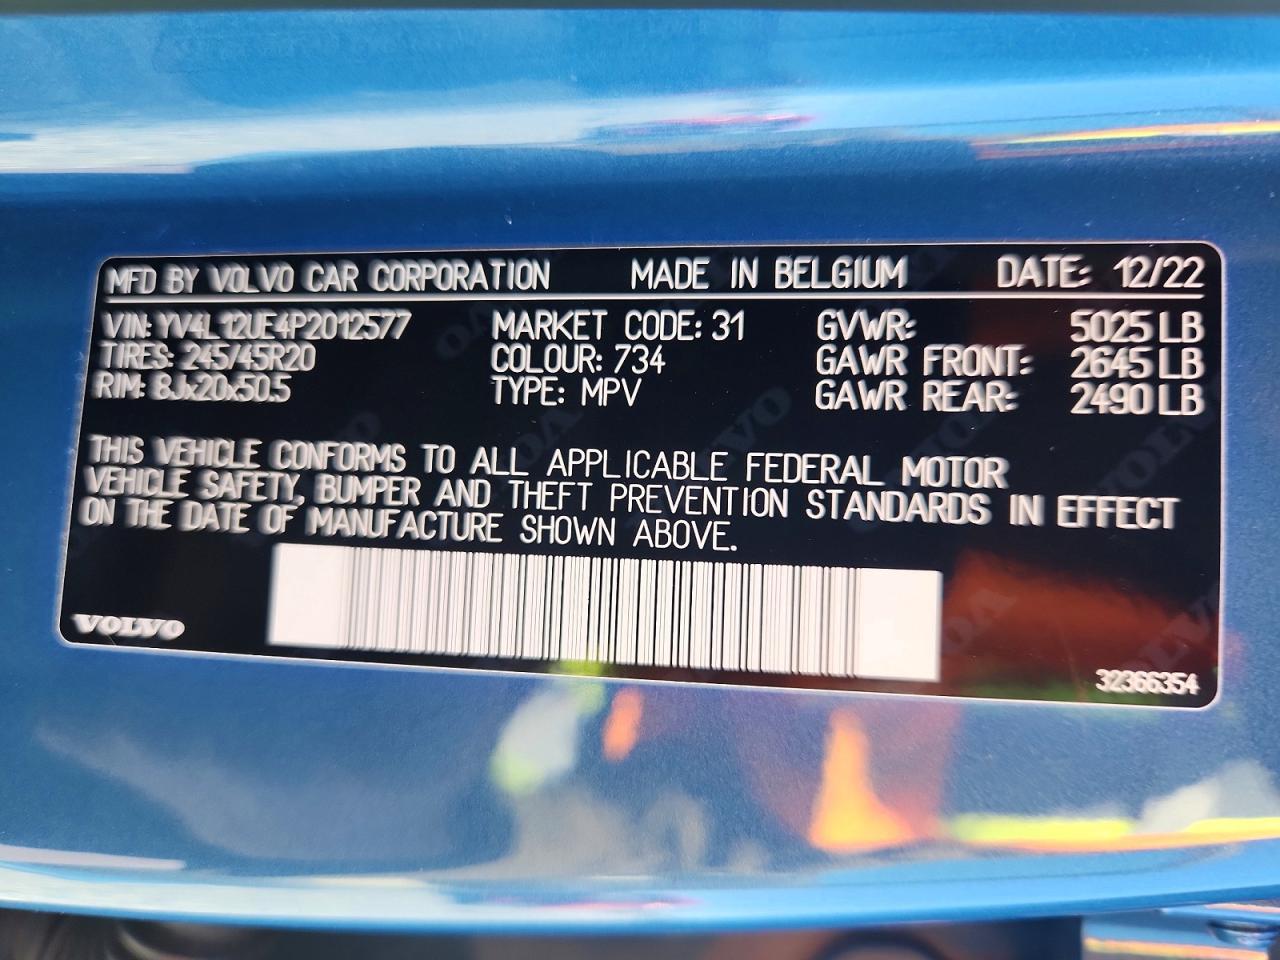 MFD BY VOLVO CAR CORPORATION MADE IN BELGIUM DATE: 12/22
VIN: YV4L12UE4P2012577 MARKET CODE: 31 GVWR: 5025 LB
TIRES: 245/45R20 COLOUR: 734 GAWR FRONT: 2645 LB
RIM: 8Jx20x50.5 TYPE: MPV GAWR REAR: 2490 LB
THIS VEHICLE CONFORMS TO ALL APPLICABLE FEDERAL MOTOR
VEHICLE SAFETY, BUMPER AND THEFT PREVENTION STANDARDS IN EFFECT
ON THE DATE OF MANUFACTURE SHOWN ABOVE.
VOLVO
32366354